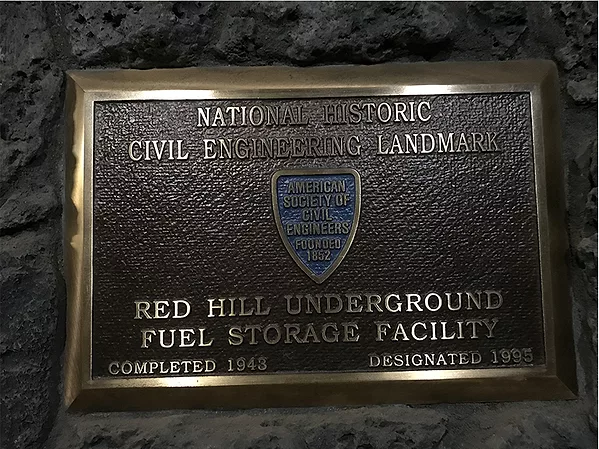 NATIONAL HISTORIC
CIVIL ENGINEERING LANDMARK
AMERICAN
SOCIETY OF
CIVIL
ENGINEERS
FOUNDED
1852
RED HILL UNDERGROUND
FUEL STORAGE FACILITY
COMPLETED 1943 DESIGNATED 1995